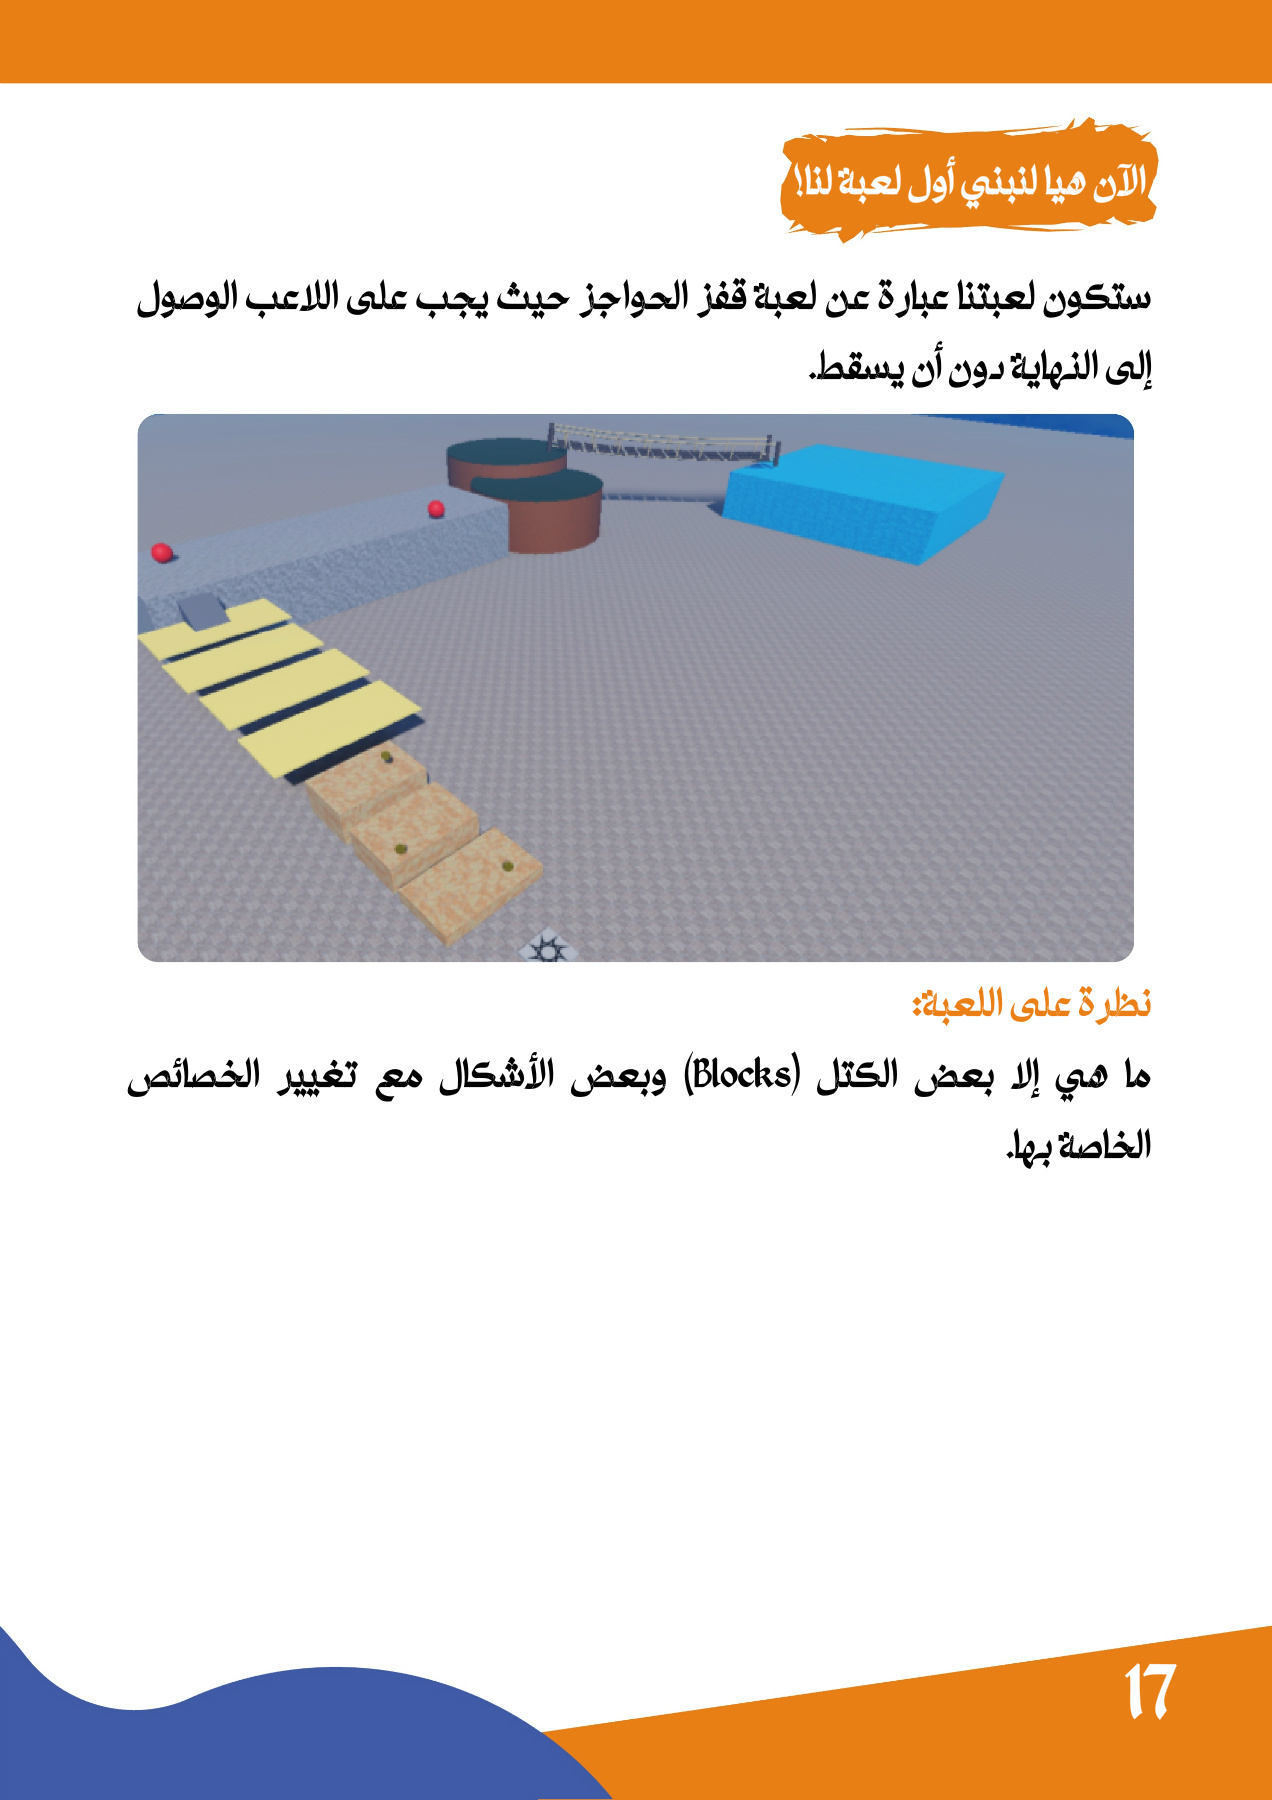 الآن هيا لنبني أول لعبة لنا!
ستكون لعبتنا عبارة عن لعبة قفز الحواجز حيث يجب على اللاعب الوصول
إلى النهاية دون أن يسقط.
نظرة على اللعبة:
ما هي إلا بعض الكتل (Blocks) وبعض الأشكال مع تغيير الخصائص
الخاصة بها.
17